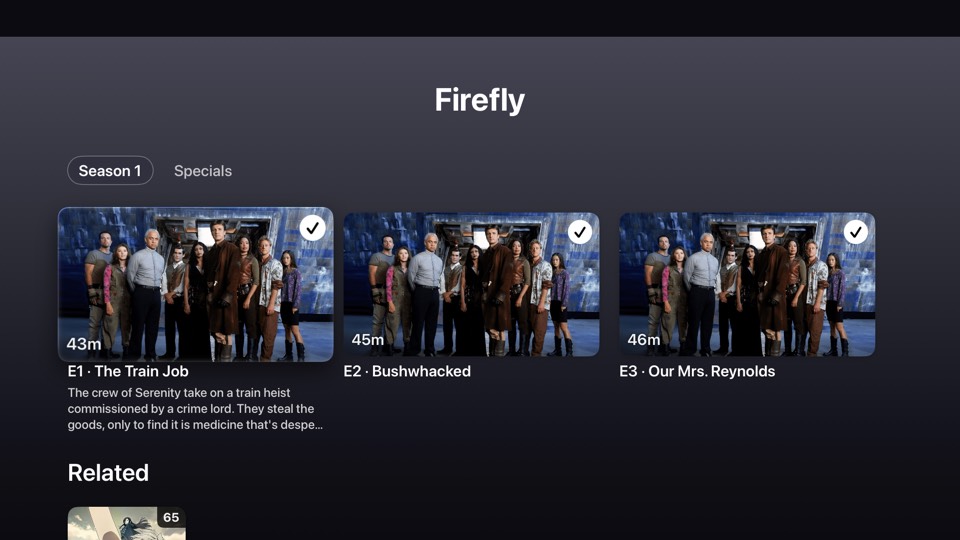 Firefly
Season 1
Specials
43m
45m
46m
E1 · The Train Job
E2 · Bushwhacked
E3 · Our Mrs. Reynolds
The crew of Serenity take on a train heist
commissioned by a crime lord. They steal the
goods, only to find it is medicine that's despe...
Related
65